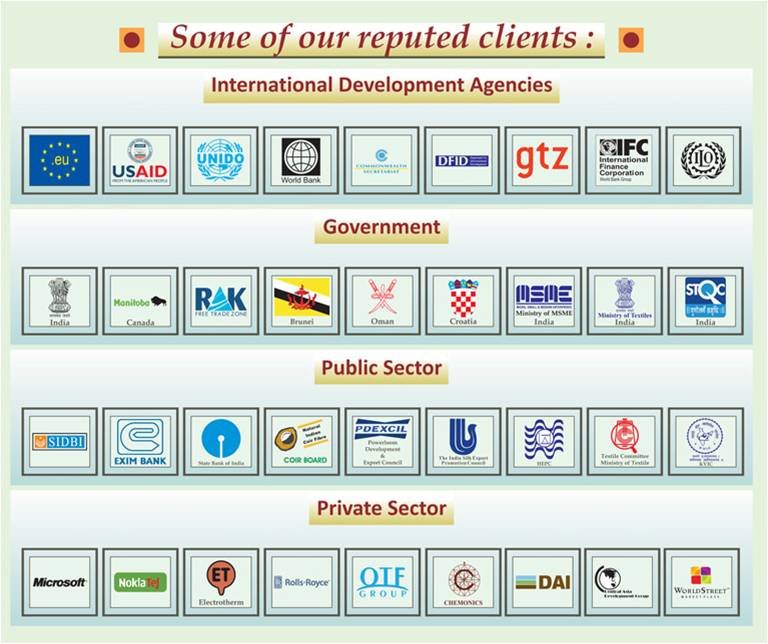 Some of our reputed clients :
International Development Agencies
.eu
USAID
FROM THE AMERICAN PEOPLE
UNIDO
World Bank
COMMONWEALTH
SECRETARIAT
DFID
gtz
IFC
International
Finance
Corporation
World Bank Group
ILO
Government
India
Manitoba
Canada
RAK
FREE TRADE ZONE
Brunei
Oman
Croatia
MSME
MICRO, SMALL & MEDIUM ENTERPRISES
Ministry of MSME
India
Ministry of Textiles
India
STQC
India
Public Sector
SIDBI
EXIM BANK
State Bank of India
Natural
Indian
Coir Fibre
COIR BOARD
PDEXCIL
Powerloom
Development
&
Export Council
The India Silk Export
Promotion Council
HEPC
Textile Committee
Ministry of Textile
KVIC
Private Sector
Microsoft
NoklaTej
ET
Electrotherm
Rolls-Royce
OTF
GROUP
CHEMONICS
DAI
Central Asia
Development Group
WORLDSTREET
MARKETPLACE